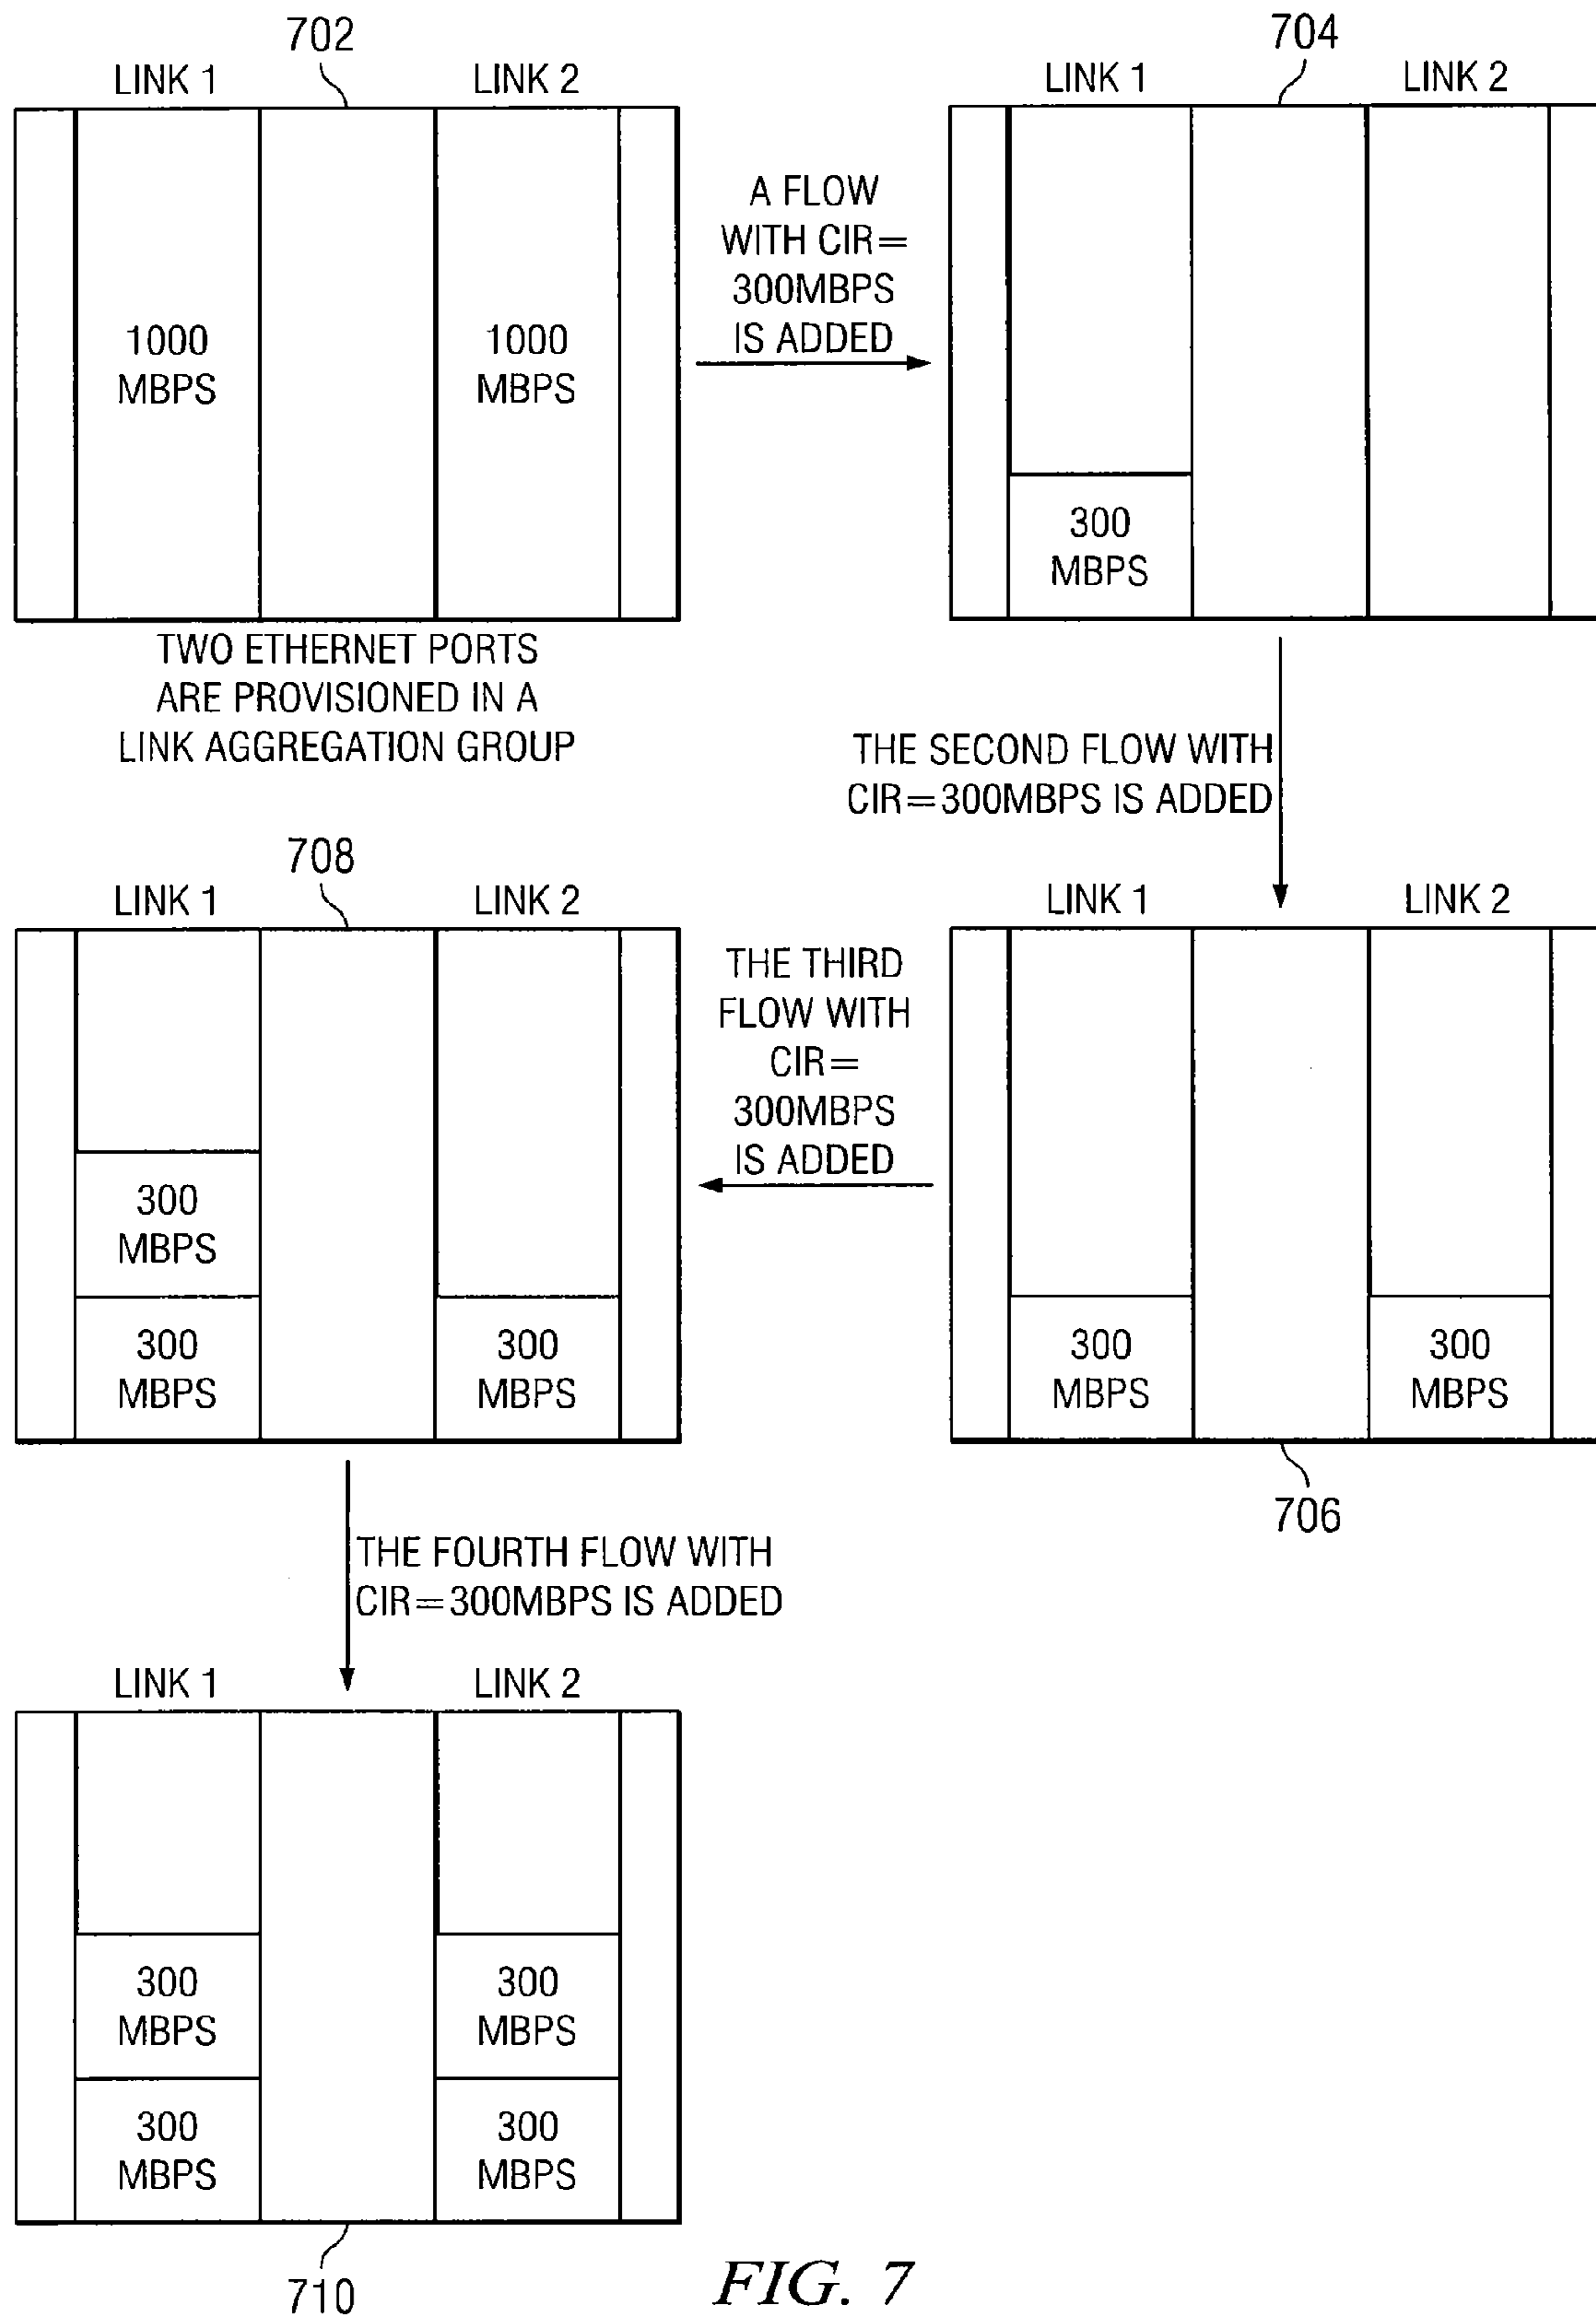 702
LINK 1
LINK 2
1000
MBPS
1000
MBPS
TWO ETHERNET PORTS
ARE PROVISIONED IN A
LINK AGGREGATION GROUP
A FLOW
WITH CIR=
300MBPS
IS ADDED
704
LINK 1
LINK 2
300
MBPS
THE SECOND FLOW WITH
CIR=300MBPS IS ADDED
LINK 1
LINK 2
300
MBPS
300
MBPS
706
THE THIRD
FLOW WITH
CIR=
300MBPS
IS ADDED
708
LINK 1
LINK 2
300
MBPS
300
MBPS
300
MBPS
THE FOURTH FLOW WITH
CIR=300MBPS IS ADDED
LINK 1
LINK 2
300
MBPS
300
MBPS
300
MBPS
300
MBPS
710
FIG. 7